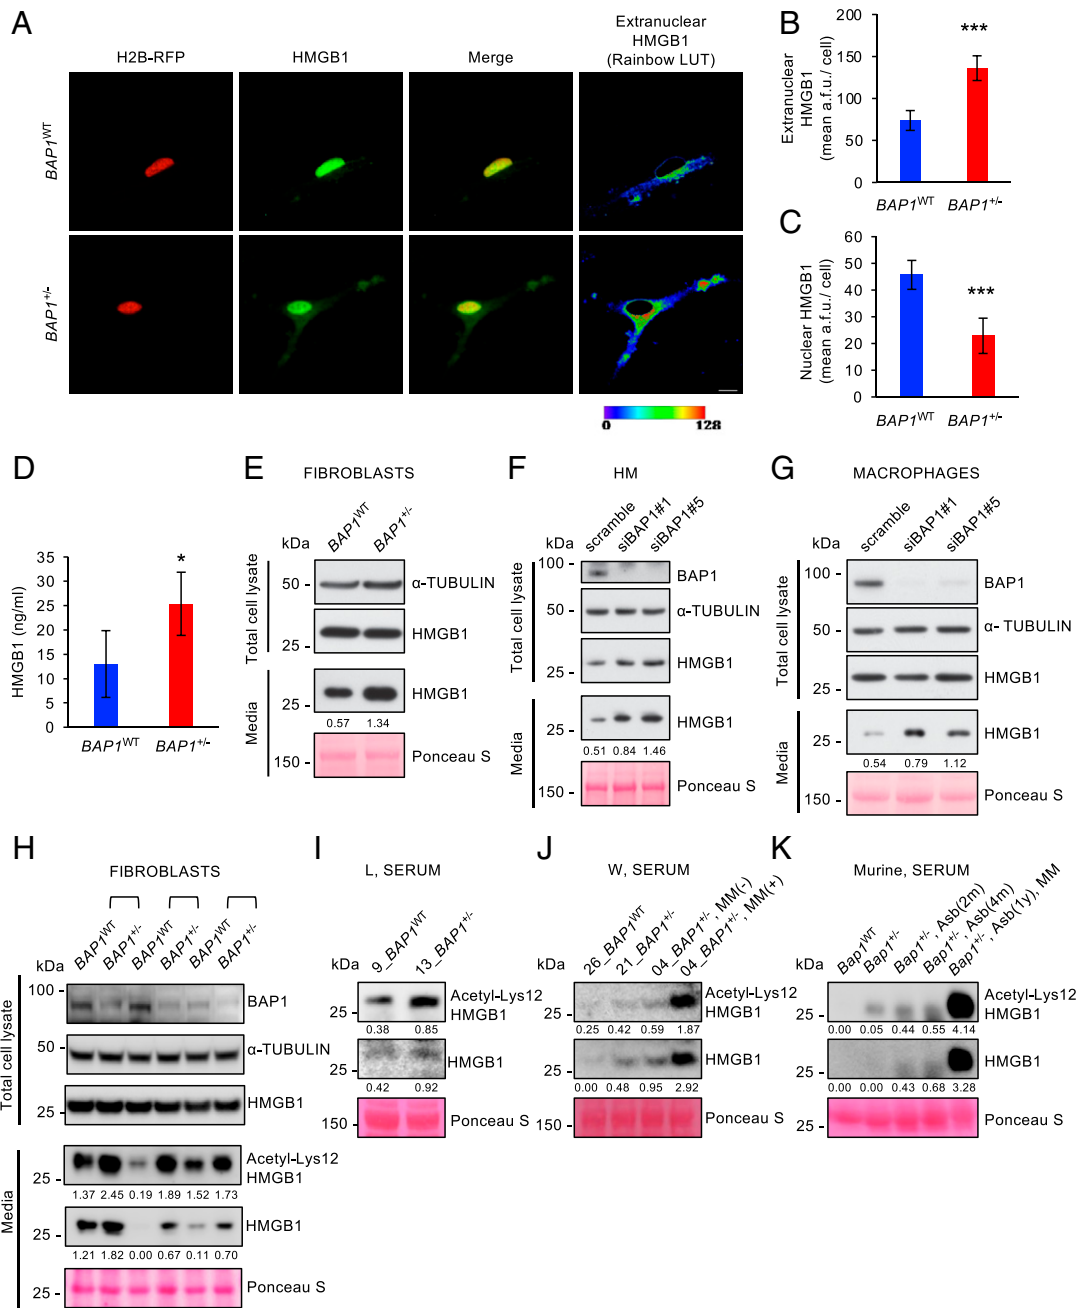 A
H2B-RFP
HMGB1
Merge
Extranuclear
HMGB1
(Rainbow LUT)
BAP1WT
BAP1+/-
0
128
B
Extranuclear
HMGB1
(mean a.f.u./ cell)
200
150
100
50
0
***
BAP1WT
BAP1+/-
C
Nuclear HMGB1
(mean a.f.u./ cell)
60
50
40
30
20
10
0
***
BAP1WT
BAP1+/-
D
HMGB1 (ng/ml)
35
30
25
20
15
10
5
0
*
BAP1WT
BAP1+/-
E
FIBROBLASTS
BAP1WT
BAP1+/-
kDa
Total cell lysate
50 -
α-TUBULIN
25 -
HMGB1
Media
25 -
HMGB1
0.57 1.34
150 -
Ponceau S
F
HM
scramble
siBAP1#1
siBAP1#5
kDa
Total cell lysate
100 -
BAP1
50 -
α-TUBULIN
25 -
HMGB1
Media
25 -
HMGB1
0.51 0.84 1.46
150 -
Ponceau S
G
MACROPHAGES
scramble
siBAP1#1
siBAP1#5
kDa
Total cell lysate
100 -
BAP1
50 -
α- TUBULIN
25 -
HMGB1
Media
25 -
HMGB1
0.54 0.79 1.12
150 -
Ponceau S
H
FIBROBLASTS
BAP1WT
BAP1+/-
BAP1WT
BAP1+/-
BAP1WT
BAP1+/-
kDa
Total cell lysate
100 -
BAP1
50 -
α-TUBULIN
25 -
HMGB1
Media
25 -
Acetyl-Lys12
HMGB1
1.37 2.45 0.19 1.89 1.52 1.73
25 -
HMGB1
1.21 1.82 0.00 0.67 0.11 0.70
25 -
Ponceau S
I
L, SERUM
9_BAP1WT
13_BAP1+/-
kDa
25 -
Acetyl-Lys12
HMGB1
0.38 0.85
25 -
HMGB1
0.42 0.92
150 -
Ponceau S
J
W, SERUM
26_BAP1WT
21_BAP1+/-
04_BAP1+/-, MM(-)
04_BAP1+/-, MM(+)
kDa
25 -
Acetyl-Lys12
HMGB1
0.25 0.42 0.59 1.87
25 -
HMGB1
0.00 0.48 0.95 2.92
150 -
Ponceau S
K
Murine, SERUM
Bap1WT
Bap1+/-
Bap1+/-, Asb(2m)
Bap1+/-, Asb(4m)
Bap1+/-, Asb(1y), MM
kDa
25 -
Acetyl-Lys12
HMGB1
0.00 0.05 0.44 0.55 4.14
25 -
HMGB1
0.00 0.00 0.43 0.68 3.28
150 -
Ponceau S